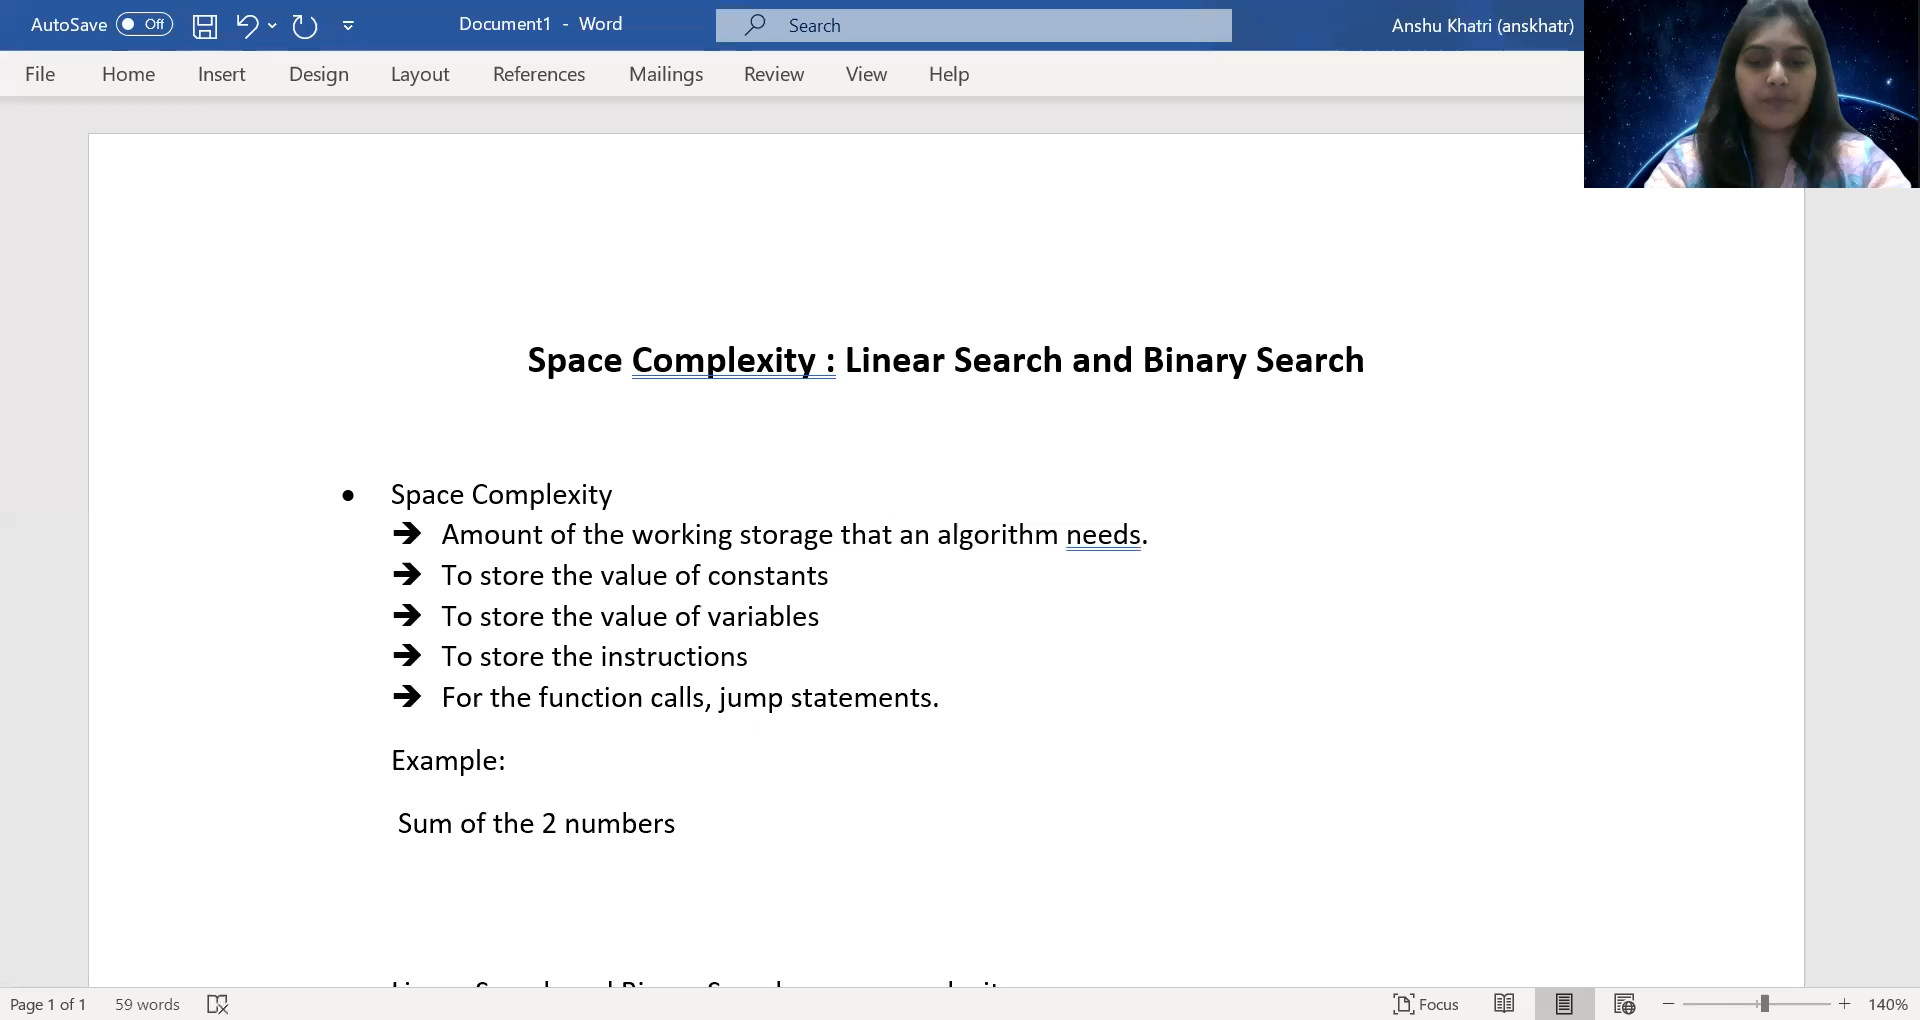 AutoSave Off Document1 - Word Search Anshu Khatri (anskhatr)
File Home Insert Design Layout References Mailings Review View Help
Space Complexity : Linear Search and Binary Search
● Space Complexity
➔ Amount of the working storage that an algorithm needs.
➔ To store the value of constants
➔ To store the value of variables
➔ To store the instructions
➔ For the function calls, jump statements.
Example:
Sum of the 2 numbers
Page 1 of 1 59 words Focus 140%